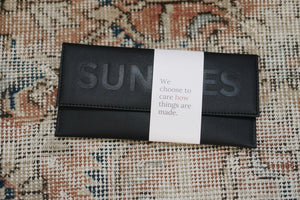 SUN ES
We
choose to
care how
things are
made.